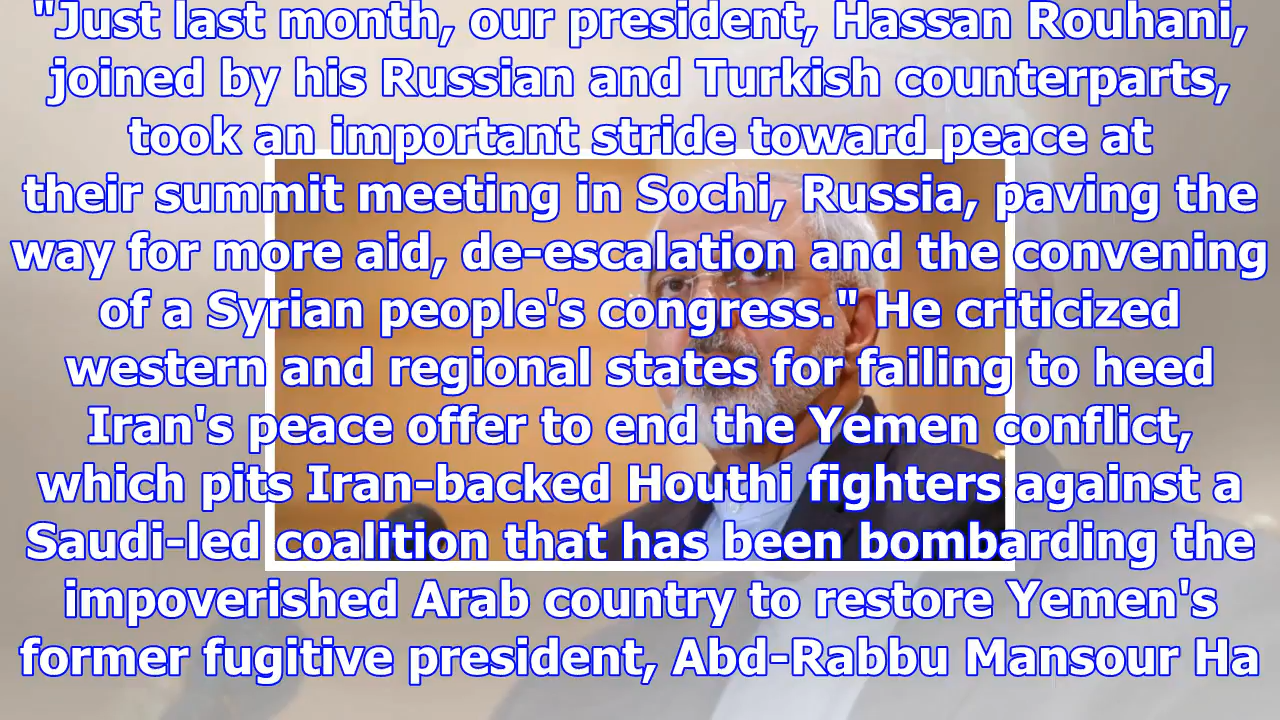 "Just last month, our president, Hassan Rouhani,
joined by his Russian and Turkish counterparts,
took an important stride toward peace at
their summit meeting in Sochi, Russia, paving the
way for more aid, de-escalation and the convening
of a Syrian people's congress." He criticized
western and regional states for failing to heed
Iran's peace offer to end the Yemen conflict,
which pits Iran-backed Houthi fighters against a
Saudi-led coalition that has been bombarding the
impoverished Arab country to restore Yemen's
former fugitive president, Abd-Rabbu Mansour Ha